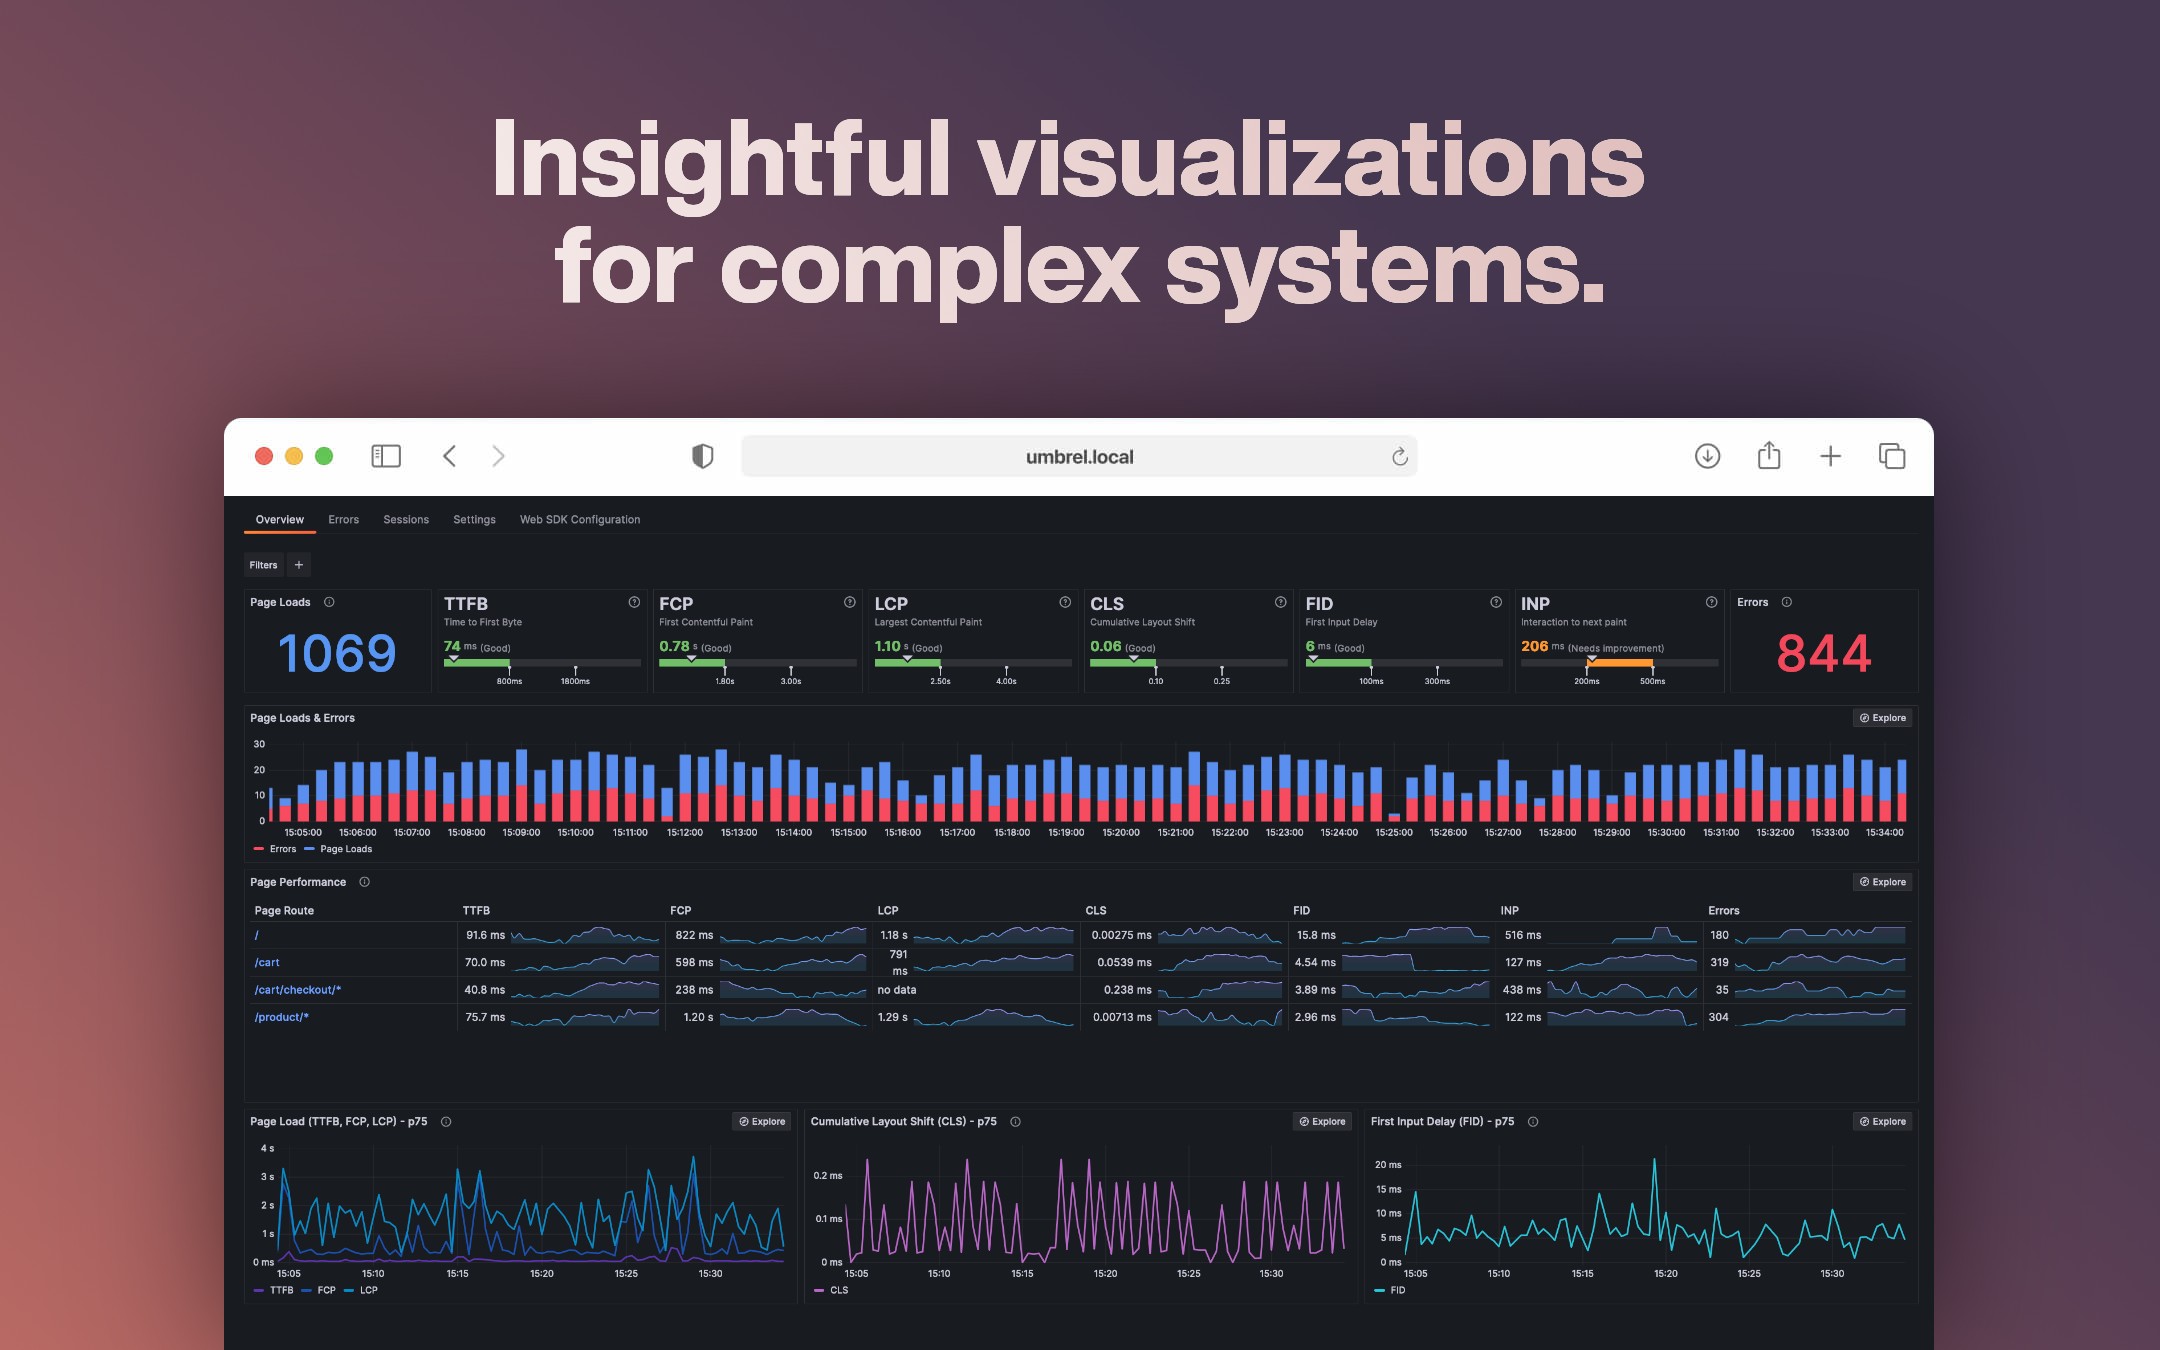 Insightful visualizations
for complex systems.
umbrel.local
Overview Errors Sessions Settings Web SDK Configuration
Filters +
Page Loads
1069
TTFB
Time to First Byte
74 ms (Good)
800ms 1800ms
FCP
First Contentful Paint
0.78 s (Good)
1.80s 3.00s
LCP
Largest Contentful Paint
1.10 s (Good)
2.50s 4.00s
CLS
Cumulative Layout Shift
0.06 (Good)
0.10 0.25
FID
First Input Delay
6 ms (Good)
100ms 300ms
INP
Interaction to next paint
206 ms (Needs improvement)
200ms 500ms
Errors
844
Page Loads & Errors Explore
30
20
10
0
15:05:00 15:06:00 15:07:00 15:08:00 15:09:00 15:10:00 15:11:00 15:12:00 15:13:00 15:14:00 15:15:00 15:16:00 15:17:00 15:18:00 15:19:00 15:20:00 15:21:00 15:22:00 15:23:00 15:24:00 15:25:00 15:26:00 15:27:00 15:28:00 15:29:00 15:30:00 15:31:00 15:32:00 15:33:00 15:34:00
Errors Page Loads
Page Performance Explore
Page Route TTFB FCP LCP CLS FID INP Errors
/ 91.6 ms 822 ms 1.18 s 0.00275 ms 15.8 ms 516 ms 180
/cart 70.0 ms 598 ms 791 ms 0.0539 ms 4.54 ms 127 ms 319
/cart/checkout/* 40.8 ms 238 ms no data 0.238 ms 3.89 ms 438 ms 35
/product/* 75.7 ms 1.20 s 1.29 s 0.00713 ms 2.96 ms 122 ms 304
Page Load (TTFB, FCP, LCP) - p75 Explore
4 s
3 s
2 s
1 s
0 ms
15:05 15:10 15:15 15:20 15:25 15:30
TTFB FCP LCP
Cumulative Layout Shift (CLS) - p75 Explore
0.2 ms
0.1 ms
0 ms
15:05 15:10 15:15 15:20 15:25 15:30
CLS
First Input Delay (FID) - p75 Explore
20 ms
15 ms
10 ms
5 ms
0 ms
15:05 15:10 15:15 15:20 15:25 15:30
FID